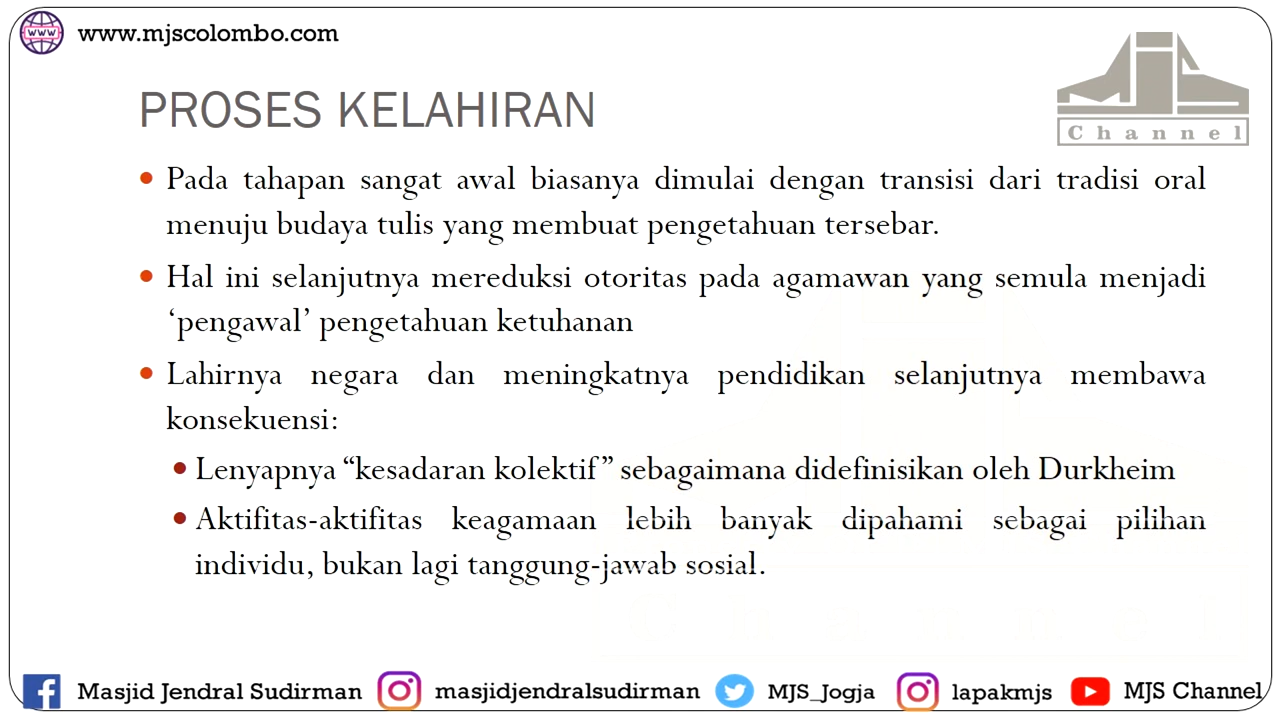 www.mjscolombo.com
MJS
Channel
PROSES KELAHIRAN
• Pada tahapan sangat awal biasanya dimulai dengan transisi dari tradisi oral
menuju budaya tulis yang membuat pengetahuan tersebar.
• Hal ini selanjutnya mereduksi otoritas pada agamawan yang semula menjadi
‘pengawal’ pengetahuan ketuhanan
• Lahirnya negara dan meningkatnya pendidikan selanjutnya membawa
konsekuensi:
• Lenyapnya “kesadaran kolektif” sebagaimana didefinisikan oleh Durkheim
• Aktifitas-aktifitas keagamaan lebih banyak dipahami sebagai pilihan
individu, bukan lagi tanggung-jawab sosial.
Masjid Jendral Sudirman masjidjendralsudirman MJS_Jogja lapakmjs MJS Channel